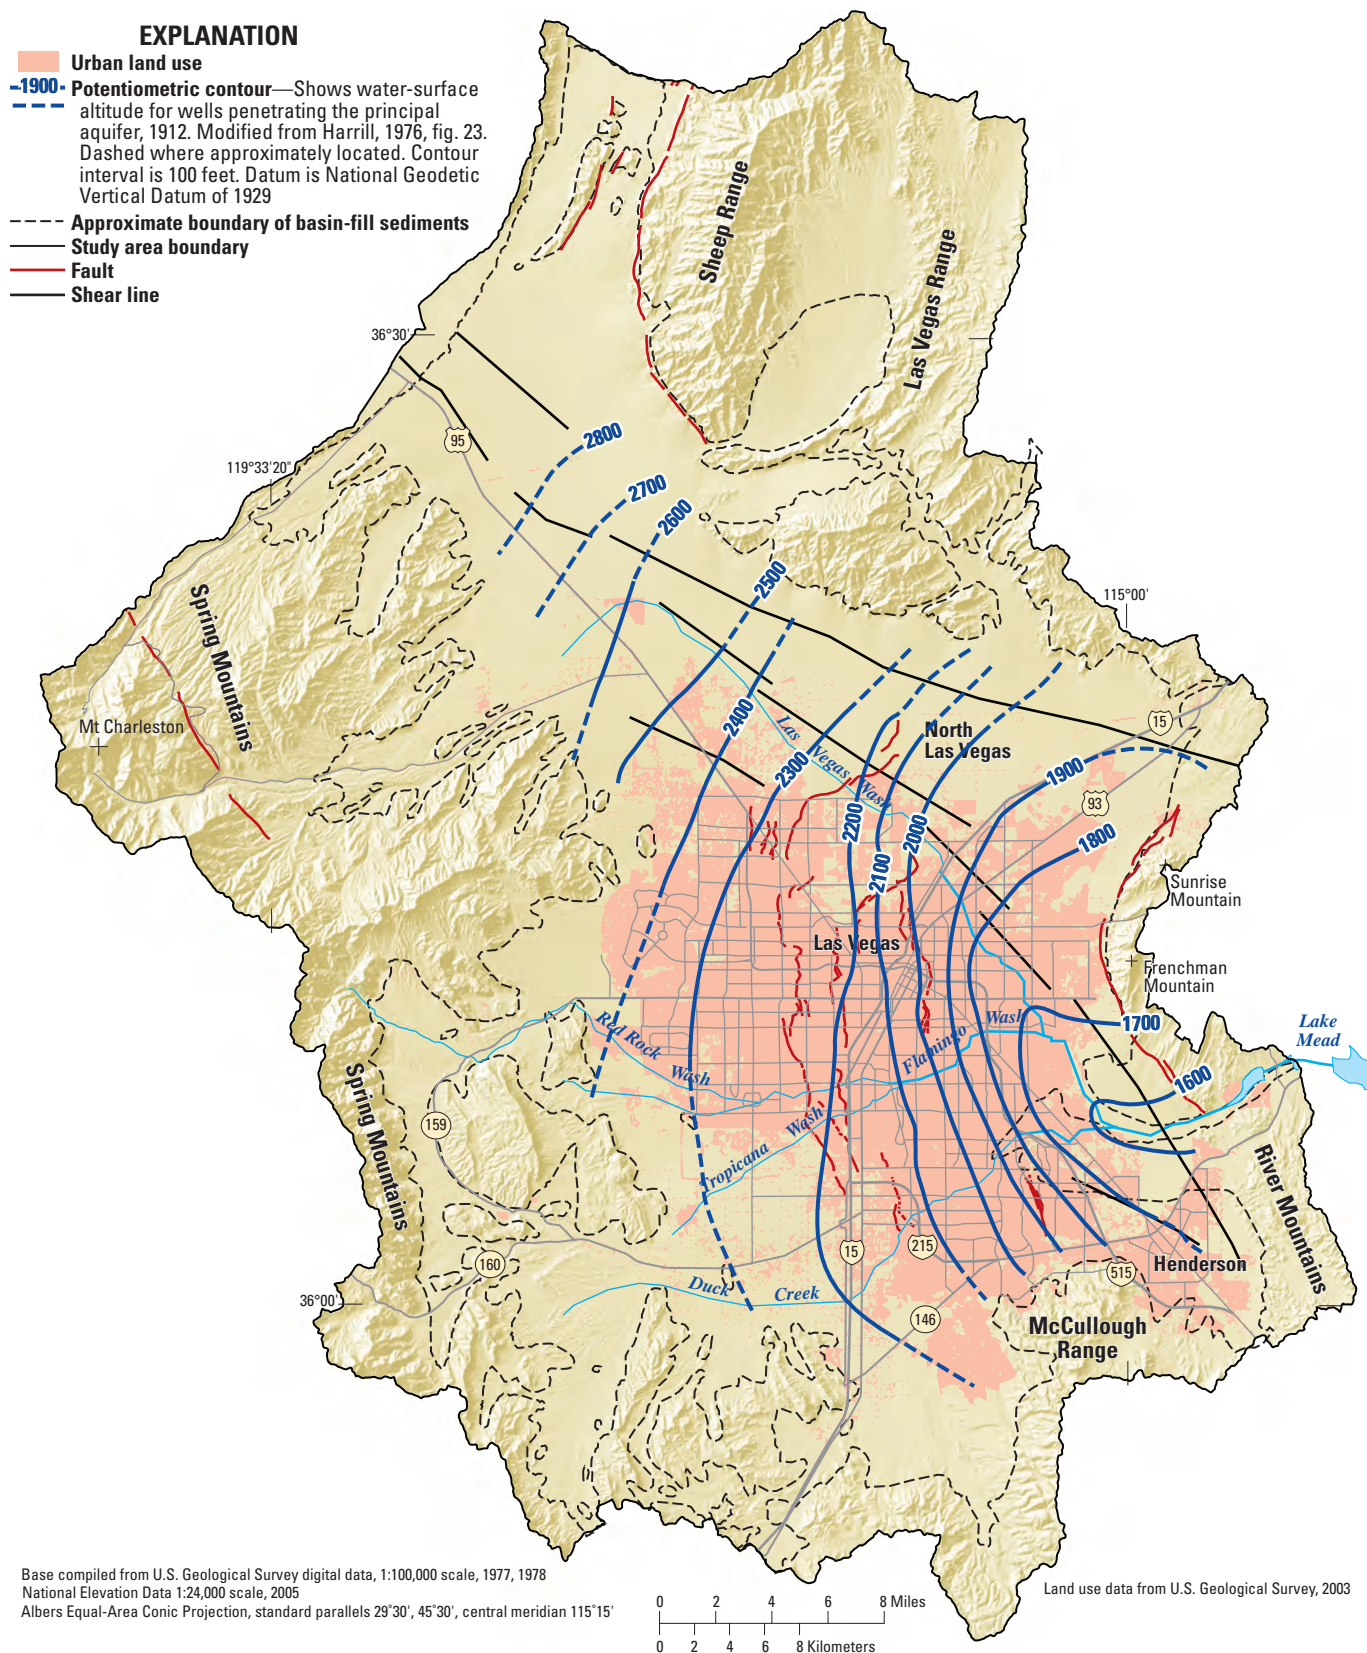 EXPLANATION
Urban land use
1900 Potentiometric contour—Shows water-surface
altitude for wells penetrating the principal
aquifer, 1912. Modified from Harrill, 1976, fig. 23.
Dashed where approximately located. Contour
interval is 100 feet. Datum is National Geodetic
Vertical Datum of 1929
Approximate boundary of basin-fill sediments
Study area boundary
Fault
Shear line
Sheep Range
Las Vegas Range
36°30'
95
119°33'20"
2800
2700
2600
2500
115°00'
Spring Mountains
Mt Charleston
2400
Las Vegas Wash
North
Las Vegas
15
2300
1900
93
2200
2000
1800
2100
Sunrise
Mountain
Las Vegas
Frenchman
Mountain
Red Rock
Wash
Flamingo
Wash
1700
Lake
Mead
1600
Spring Mountains
159
Tropicana
Wash
River Mountains
160
15
215
515
Henderson
36°00'
Duck
Creek
146
McCullough
Range
Base compiled from U.S. Geological Survey digital data, 1:100,000 scale, 1977, 1978
National Elevation Data 1:24,000 scale, 2005
Albers Equal-Area Conic Projection, standard parallels 29°30', 45°30', central meridian 115°15'
0 2 4 6 8 Miles
0 2 4 6 8 Kilometers
Land use data from U.S. Geological Survey, 2003